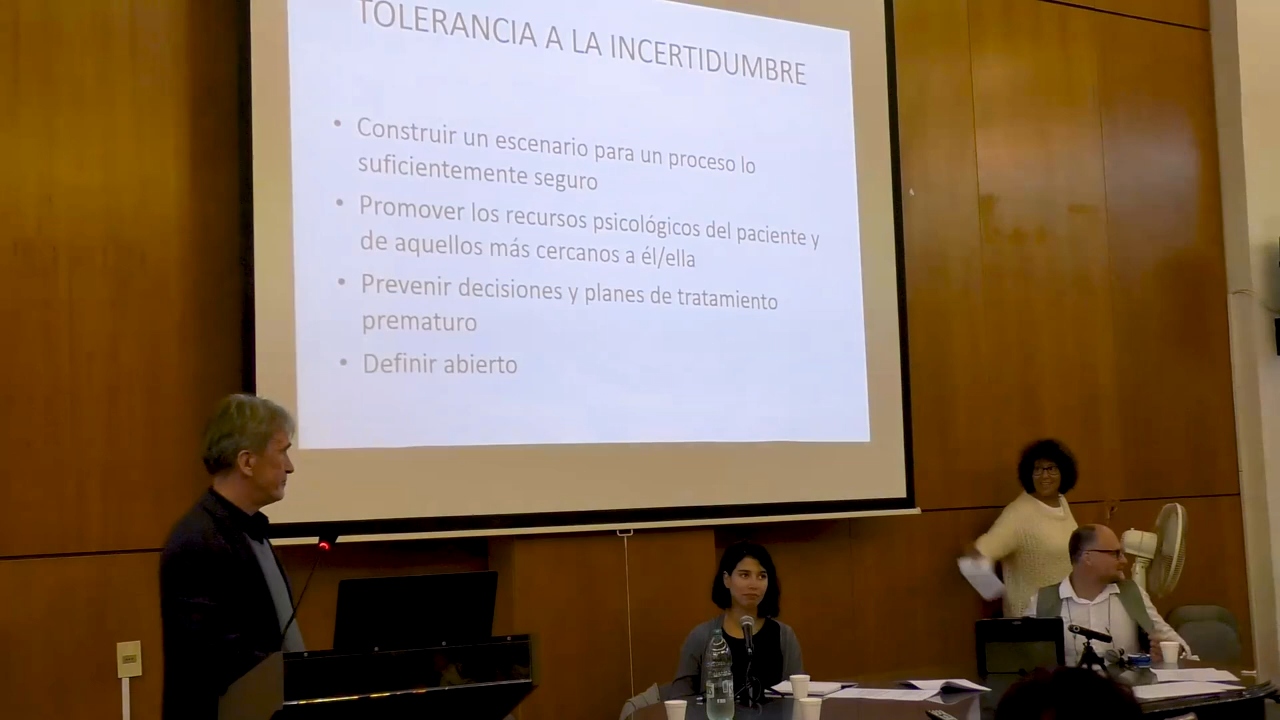 TOLERANCIA A LA INCERTIDUMBRE
• Construir un escenario para un proceso lo
suficientemente seguro
• Promover los recursos psicológicos del paciente y
de aquellos más cercanos a él/ella
• Prevenir decisiones y planes de tratamiento
prematuro
• Definir abierto